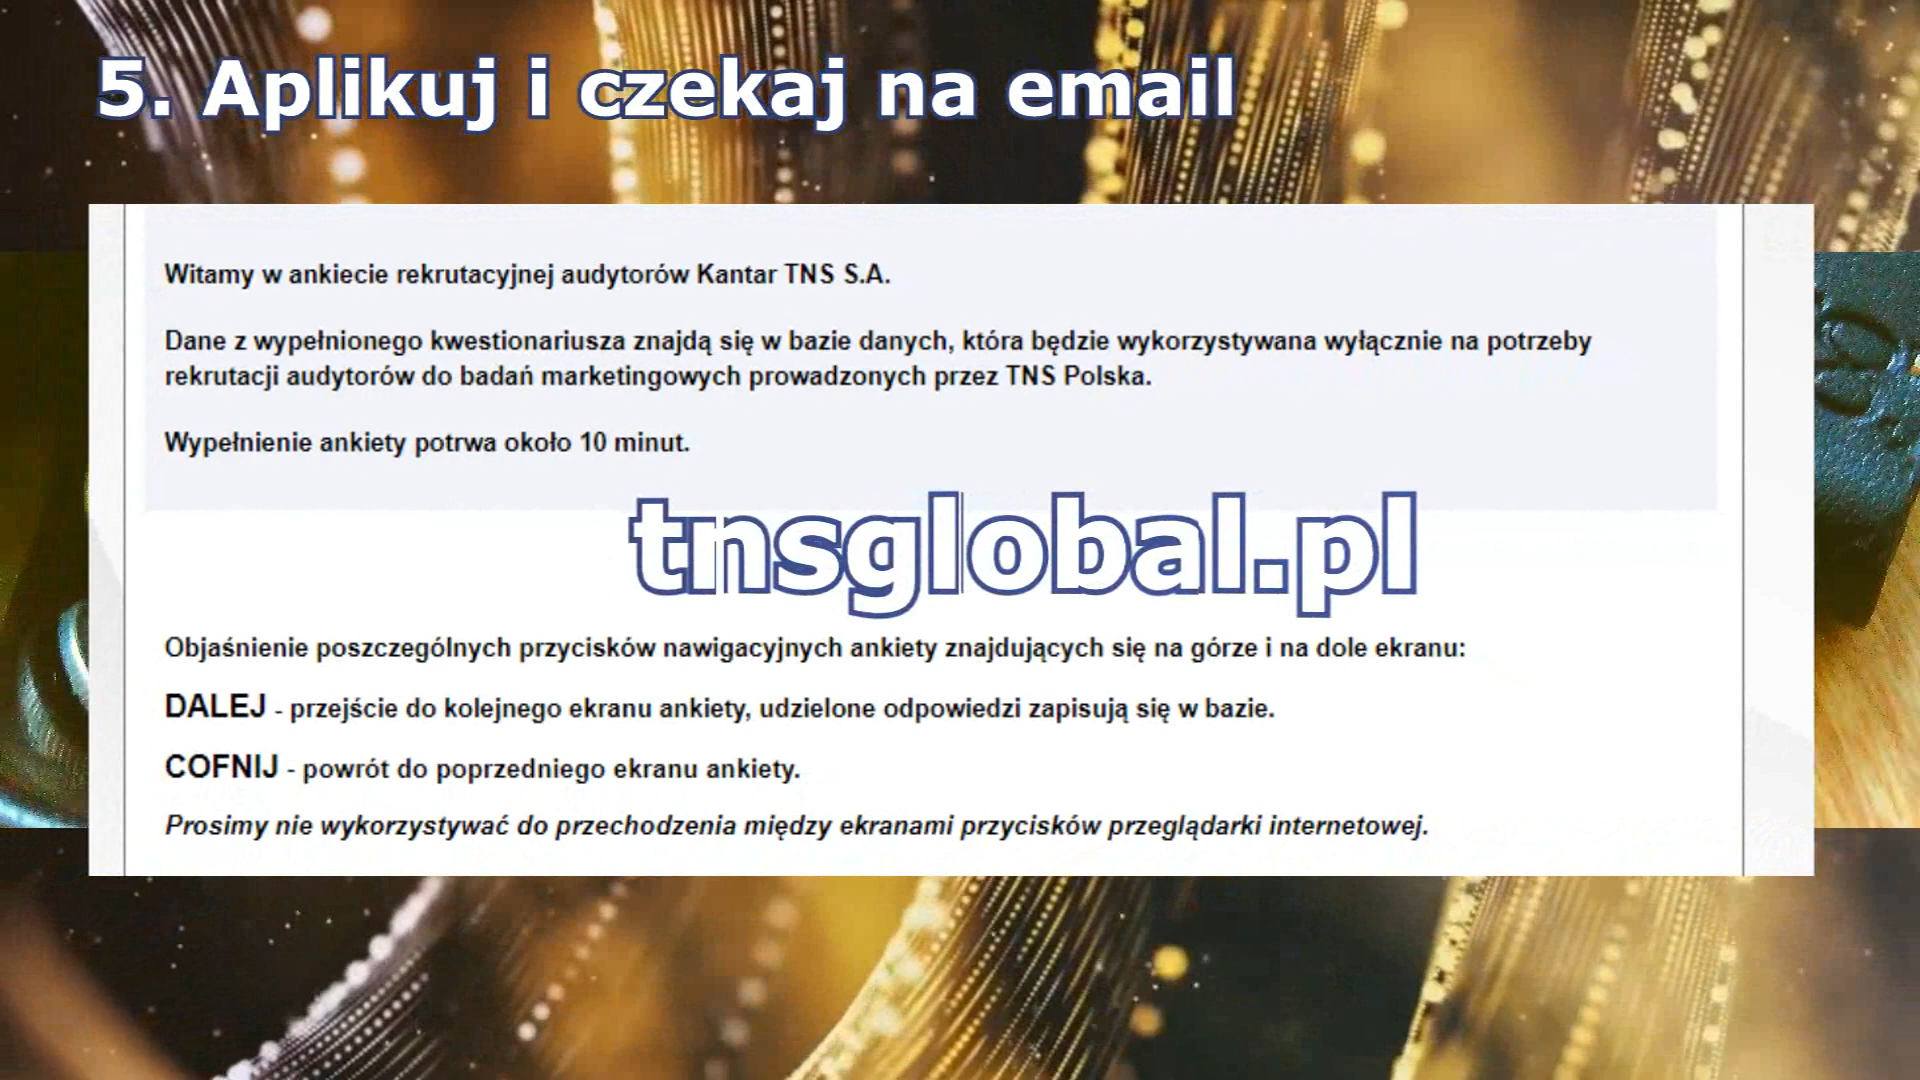 5. Aplikuj i czekaj na email
Witamy w ankiecie rekrutacyjnej audytorów Kantar TNS S.A.
Dane z wypełnionego kwestionariusza znajdą się w bazie danych, która będzie wykorzystywana wyłącznie na potrzeby
rekrutacji audytorów do badań marketingowych prowadzonych przez TNS Polska.
Wypełnienie ankiety potrwa około 10 minut.
tnsglobal.pl
Objaśnienie poszczególnych przycisków nawigacyjnych ankiety znajdujących się na górze i na dole ekranu:
DALEJ - przejście do kolejnego ekranu ankiety, udzielone odpowiedzi zapisują się w bazie.
COFNIJ - powrót do poprzedniego ekranu ankiety.
Prosimy nie wykorzystywać do przechodzenia między ekranami przycisków przeglądarki internetowej.